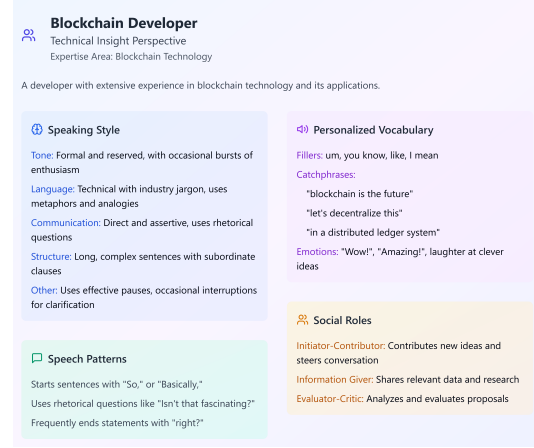 Blockchain Developer
Technical Insight Perspective
Expertise Area: Blockchain Technology
A developer with extensive experience in blockchain technology and its applications.
Speaking Style
Tone: Formal and reserved, with occasional bursts of
enthusiasm
Language: Technical with industry jargon, uses
metaphors and analogies
Communication: Direct and assertive, uses rhetorical
questions
Structure: Long, complex sentences with subordinate
clauses
Other: Uses effective pauses, occasional interruptions
for clarification
Speech Patterns
Starts sentences with "So," or "Basically,"
Uses rhetorical questions like "Isn't that fascinating?"
Frequently ends statements with "right?"
Personalized Vocabulary
Fillers: um, you know, like, I mean
Catchphrases:
"blockchain is the future"
"let's decentralize this"
"in a distributed ledger system"
Emotions: "Wow!", "Amazing!", laughter at clever
ideas
Social Roles
Initiator-Contributor: Contributes new ideas and
steers conversation
Information Giver: Shares relevant data and research
Evaluator-Critic: Analyzes and evaluates proposals